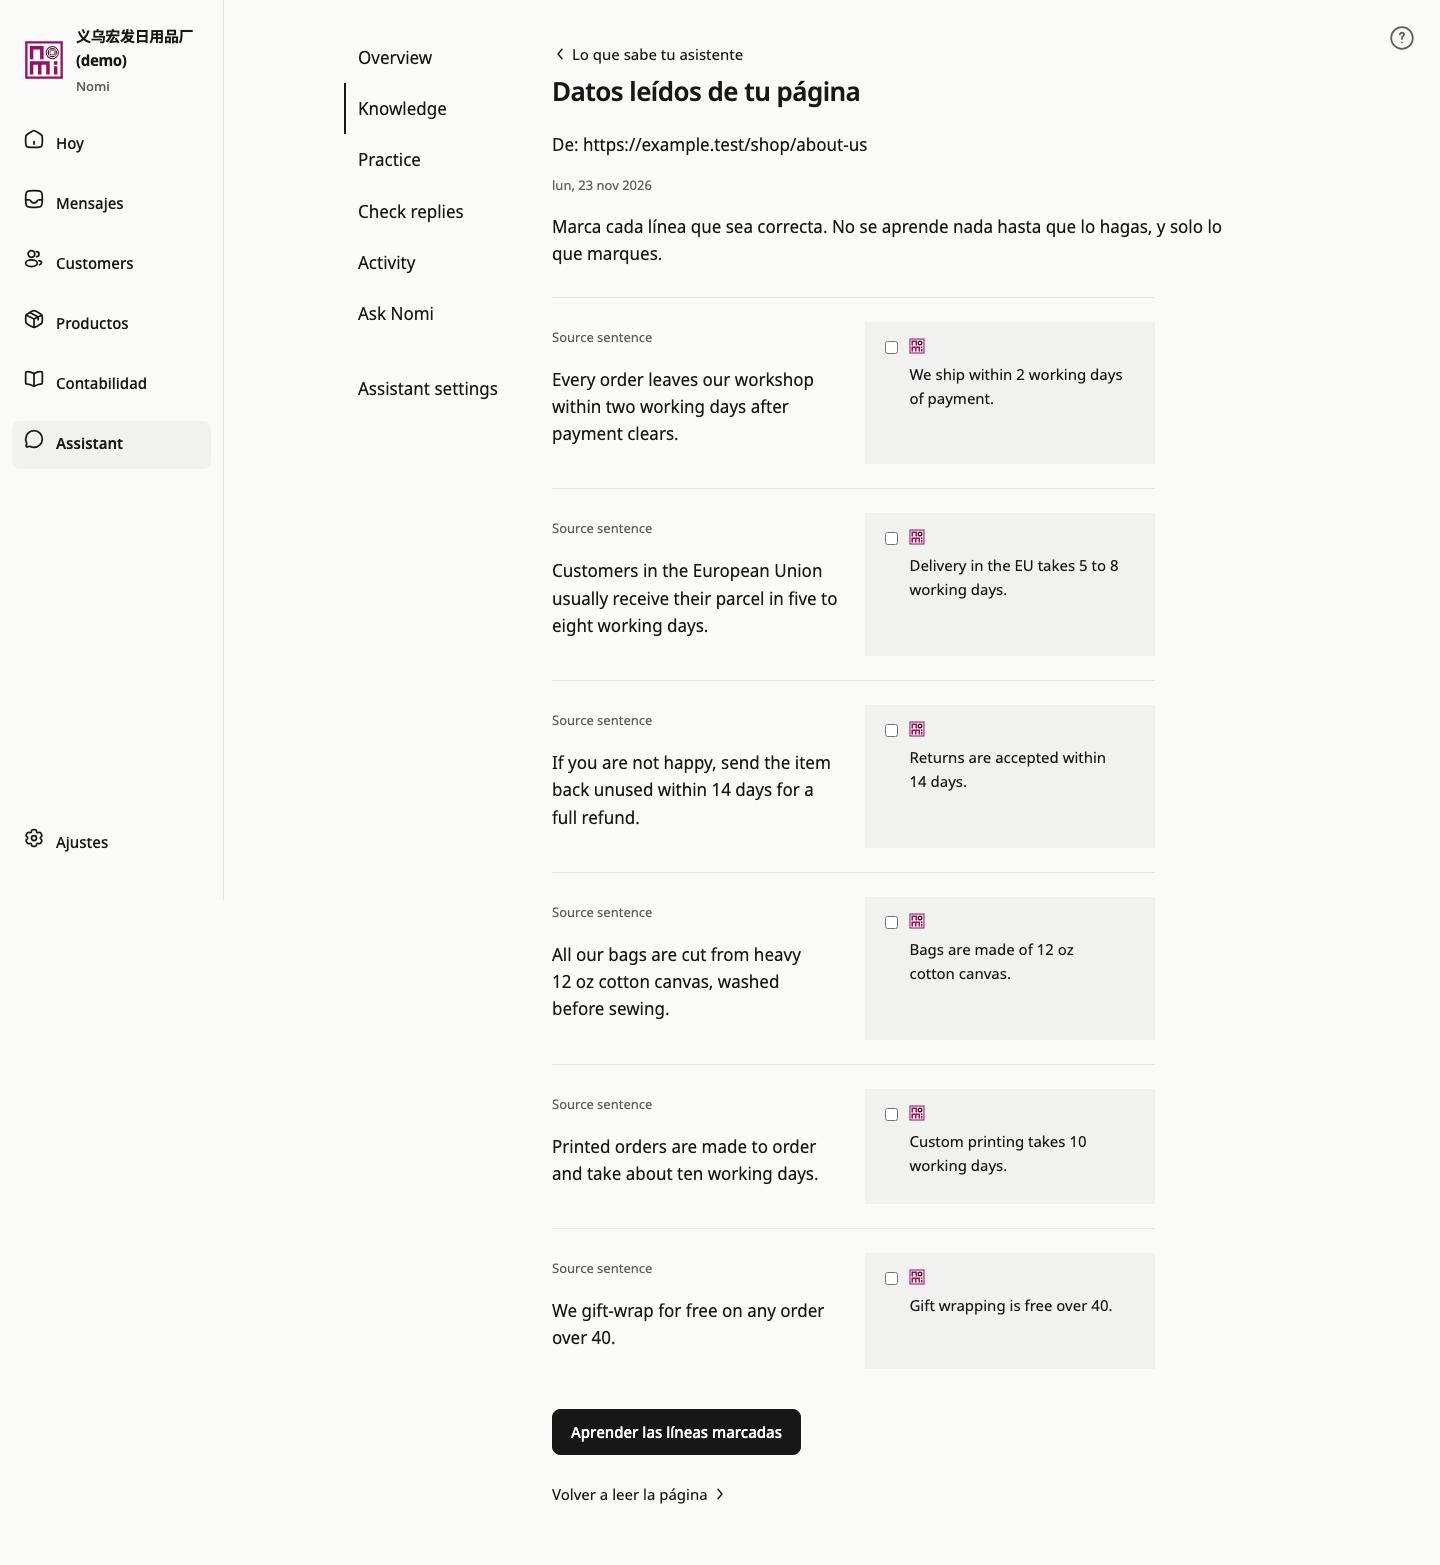 义乌宏发日用品厂
(demo)
Nomi
Hoy
Mensajes
Customers
Productos
Contabilidad
Assistant
Ajustes
Overview
Knowledge
Practice
Check replies
Activity
Ask Nomi
Assistant settings
Lo que sabe tu asistente
Datos leídos de tu página
De: https://example.test/shop/about-us
lun, 23 nov 2026
Marca cada línea que sea correcta. No se aprende nada hasta que lo hagas, y solo lo
que marques.
Source sentence
Every order leaves our workshop
within two working days after
payment clears.
We ship within 2 working days
of payment.
Source sentence
Customers in the European Union
usually receive their parcel in five to
eight working days.
Delivery in the EU takes 5 to 8
working days.
Source sentence
If you are not happy, send the item
back unused within 14 days for a
full refund.
Returns are accepted within
14 days.
Source sentence
All our bags are cut from heavy
12 oz cotton canvas, washed
before sewing.
Bags are made of 12 oz
cotton canvas.
Source sentence
Printed orders are made to order
and take about ten working days.
Custom printing takes 10
working days.
Source sentence
We gift-wrap for free on any order
over 40.
Gift wrapping is free over 40.
Aprender las líneas marcadas
Volver a leer la página